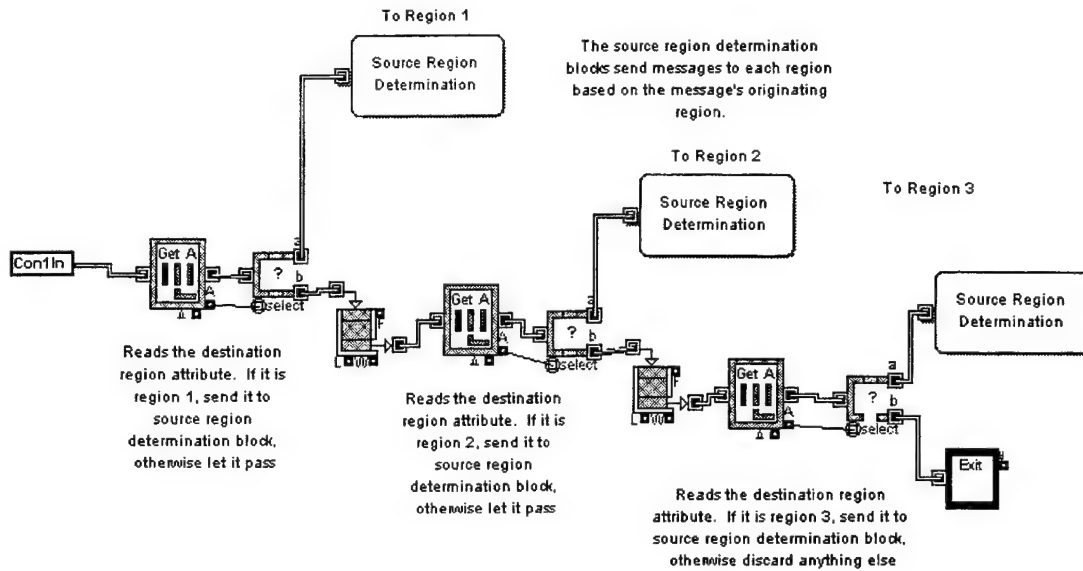 To Region 1
Source Region
Determination
The source region determination
blocks send messages to each region
based on the message's originating
region.
To Region 2
Source Region
Determination
To Region 3
Source Region
Determination
Con1In
Get A
A
?
a
b
select
Reads the destination
region attribute. If it is
region 1, send it to
source region
determination block,
otherwise let it pass
F
L W
Get A
A
?
a
b
select
Reads the destination
region attribute. If it is
region 2, send it to
source region
determination block,
otherwise let it pass
F
L W
Get A
A
?
a
b
select
Exit
Reads the destination region
attribute. If it is region 3, send it to
source region determination block,
otherwise discard anything else